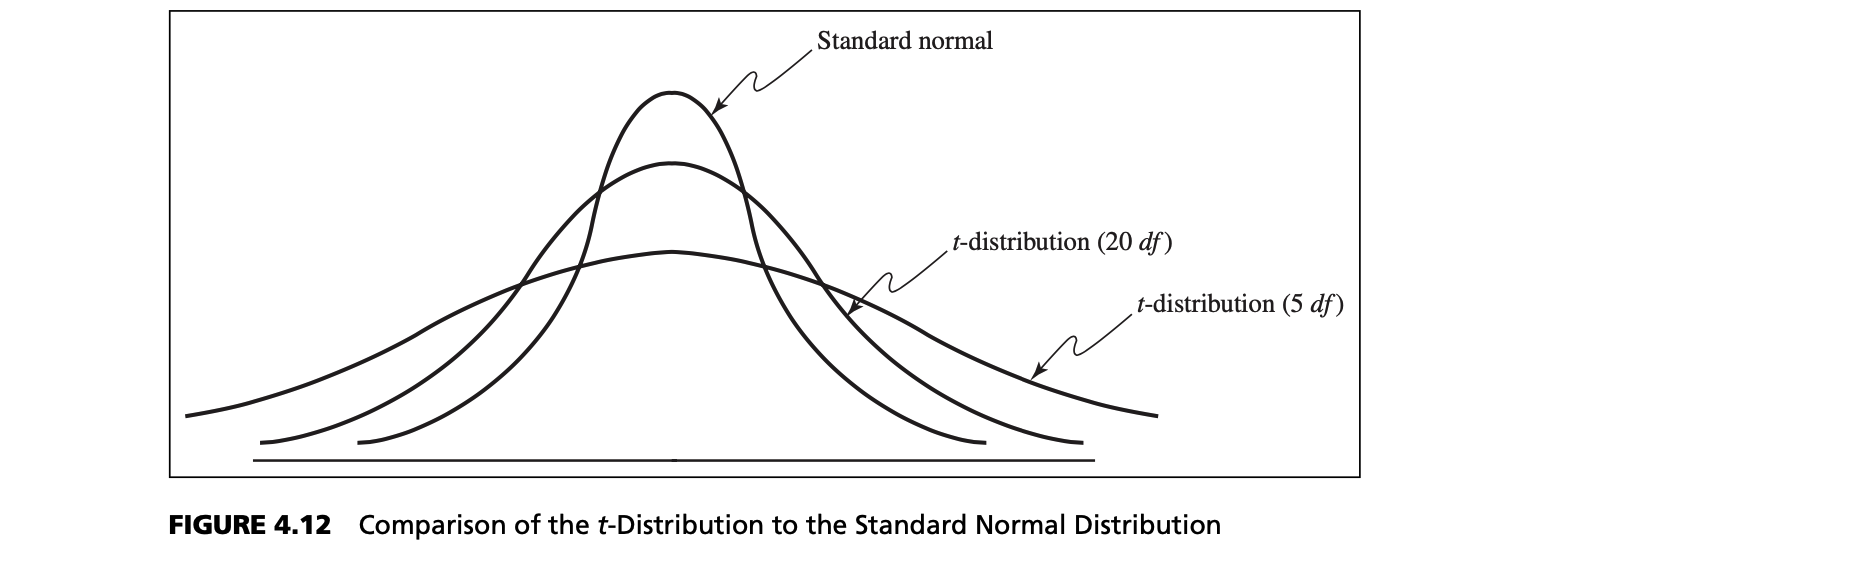 Standard normal
t-distribution (20 df)
t-distribution (5 df)
FIGURE 4.12 Comparison of the t-Distribution to the Standard Normal Distribution